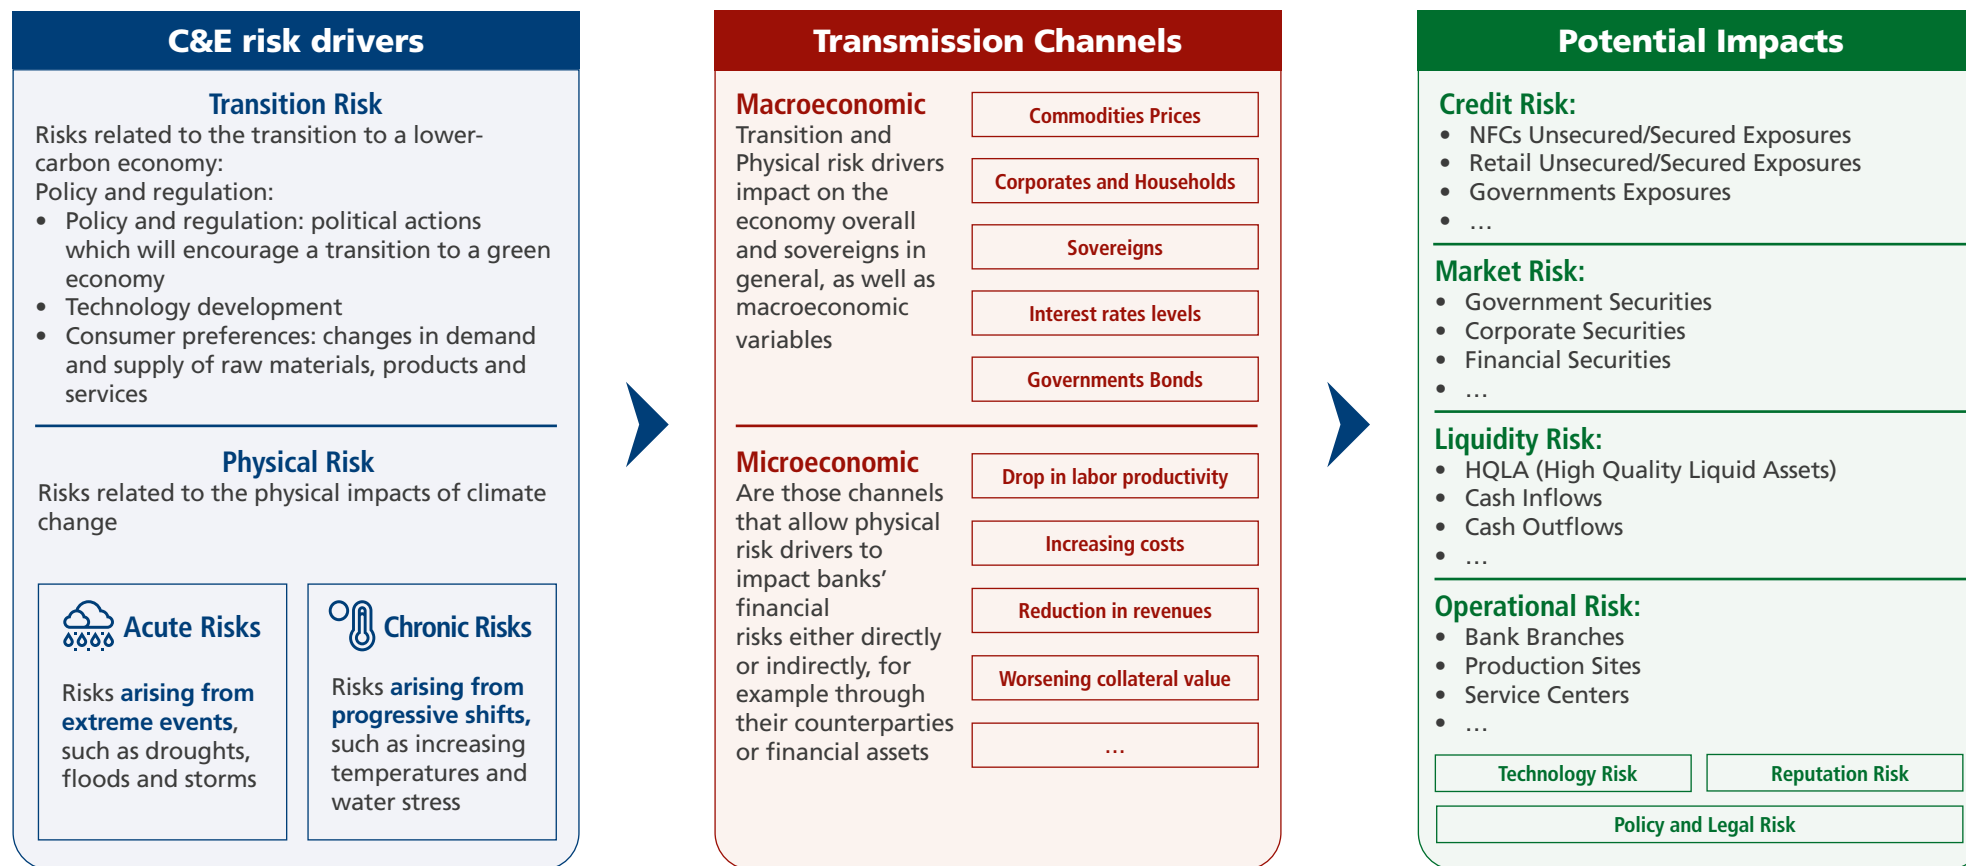 C&E risk drivers
Transition Risk
Risks related to the transition to a lower-
carbon economy:
Policy and regulation:
• Policy and regulation: political actions
which will encourage a transition to a green
economy
• Technology development
• Consumer preferences: changes in demand
and supply of raw materials, products and
services
Physical Risk
Risks related to the physical impacts of climate
change
Acute Risks
Risks arising from
extreme events,
such as droughts,
floods and storms
Chronic Risks
Risks arising from
progressive shifts,
such as increasing
temperatures and
water stress
Transmission Channels
Macroeconomic
Transition and
Physical risk drivers
impact on the
economy overall
and sovereigns in
general, as well as
macroeconomic
variables
Commodities Prices
Corporates and Households
Sovereigns
Interest rates levels
Governments Bonds
Microeconomic
Are those channels
that allow physical
risk drivers to
impact banks’
financial
risks either directly
or indirectly, for
example through
their counterparties
or financial assets
Drop in labor productivity
Increasing costs
Reduction in revenues
Worsening collateral value
…
Potential Impacts
Credit Risk:
• NFCs Unsecured/Secured Exposures
• Retail Unsecured/Secured Exposures
• Governments Exposures
• …
Market Risk:
• Government Securities
• Corporate Securities
• Financial Securities
• …
Liquidity Risk:
• HQLA (High Quality Liquid Assets)
• Cash Inflows
• Cash Outflows
• …
Operational Risk:
• Bank Branches
• Production Sites
• Service Centers
• …
Technology Risk
Reputation Risk
Policy and Legal Risk